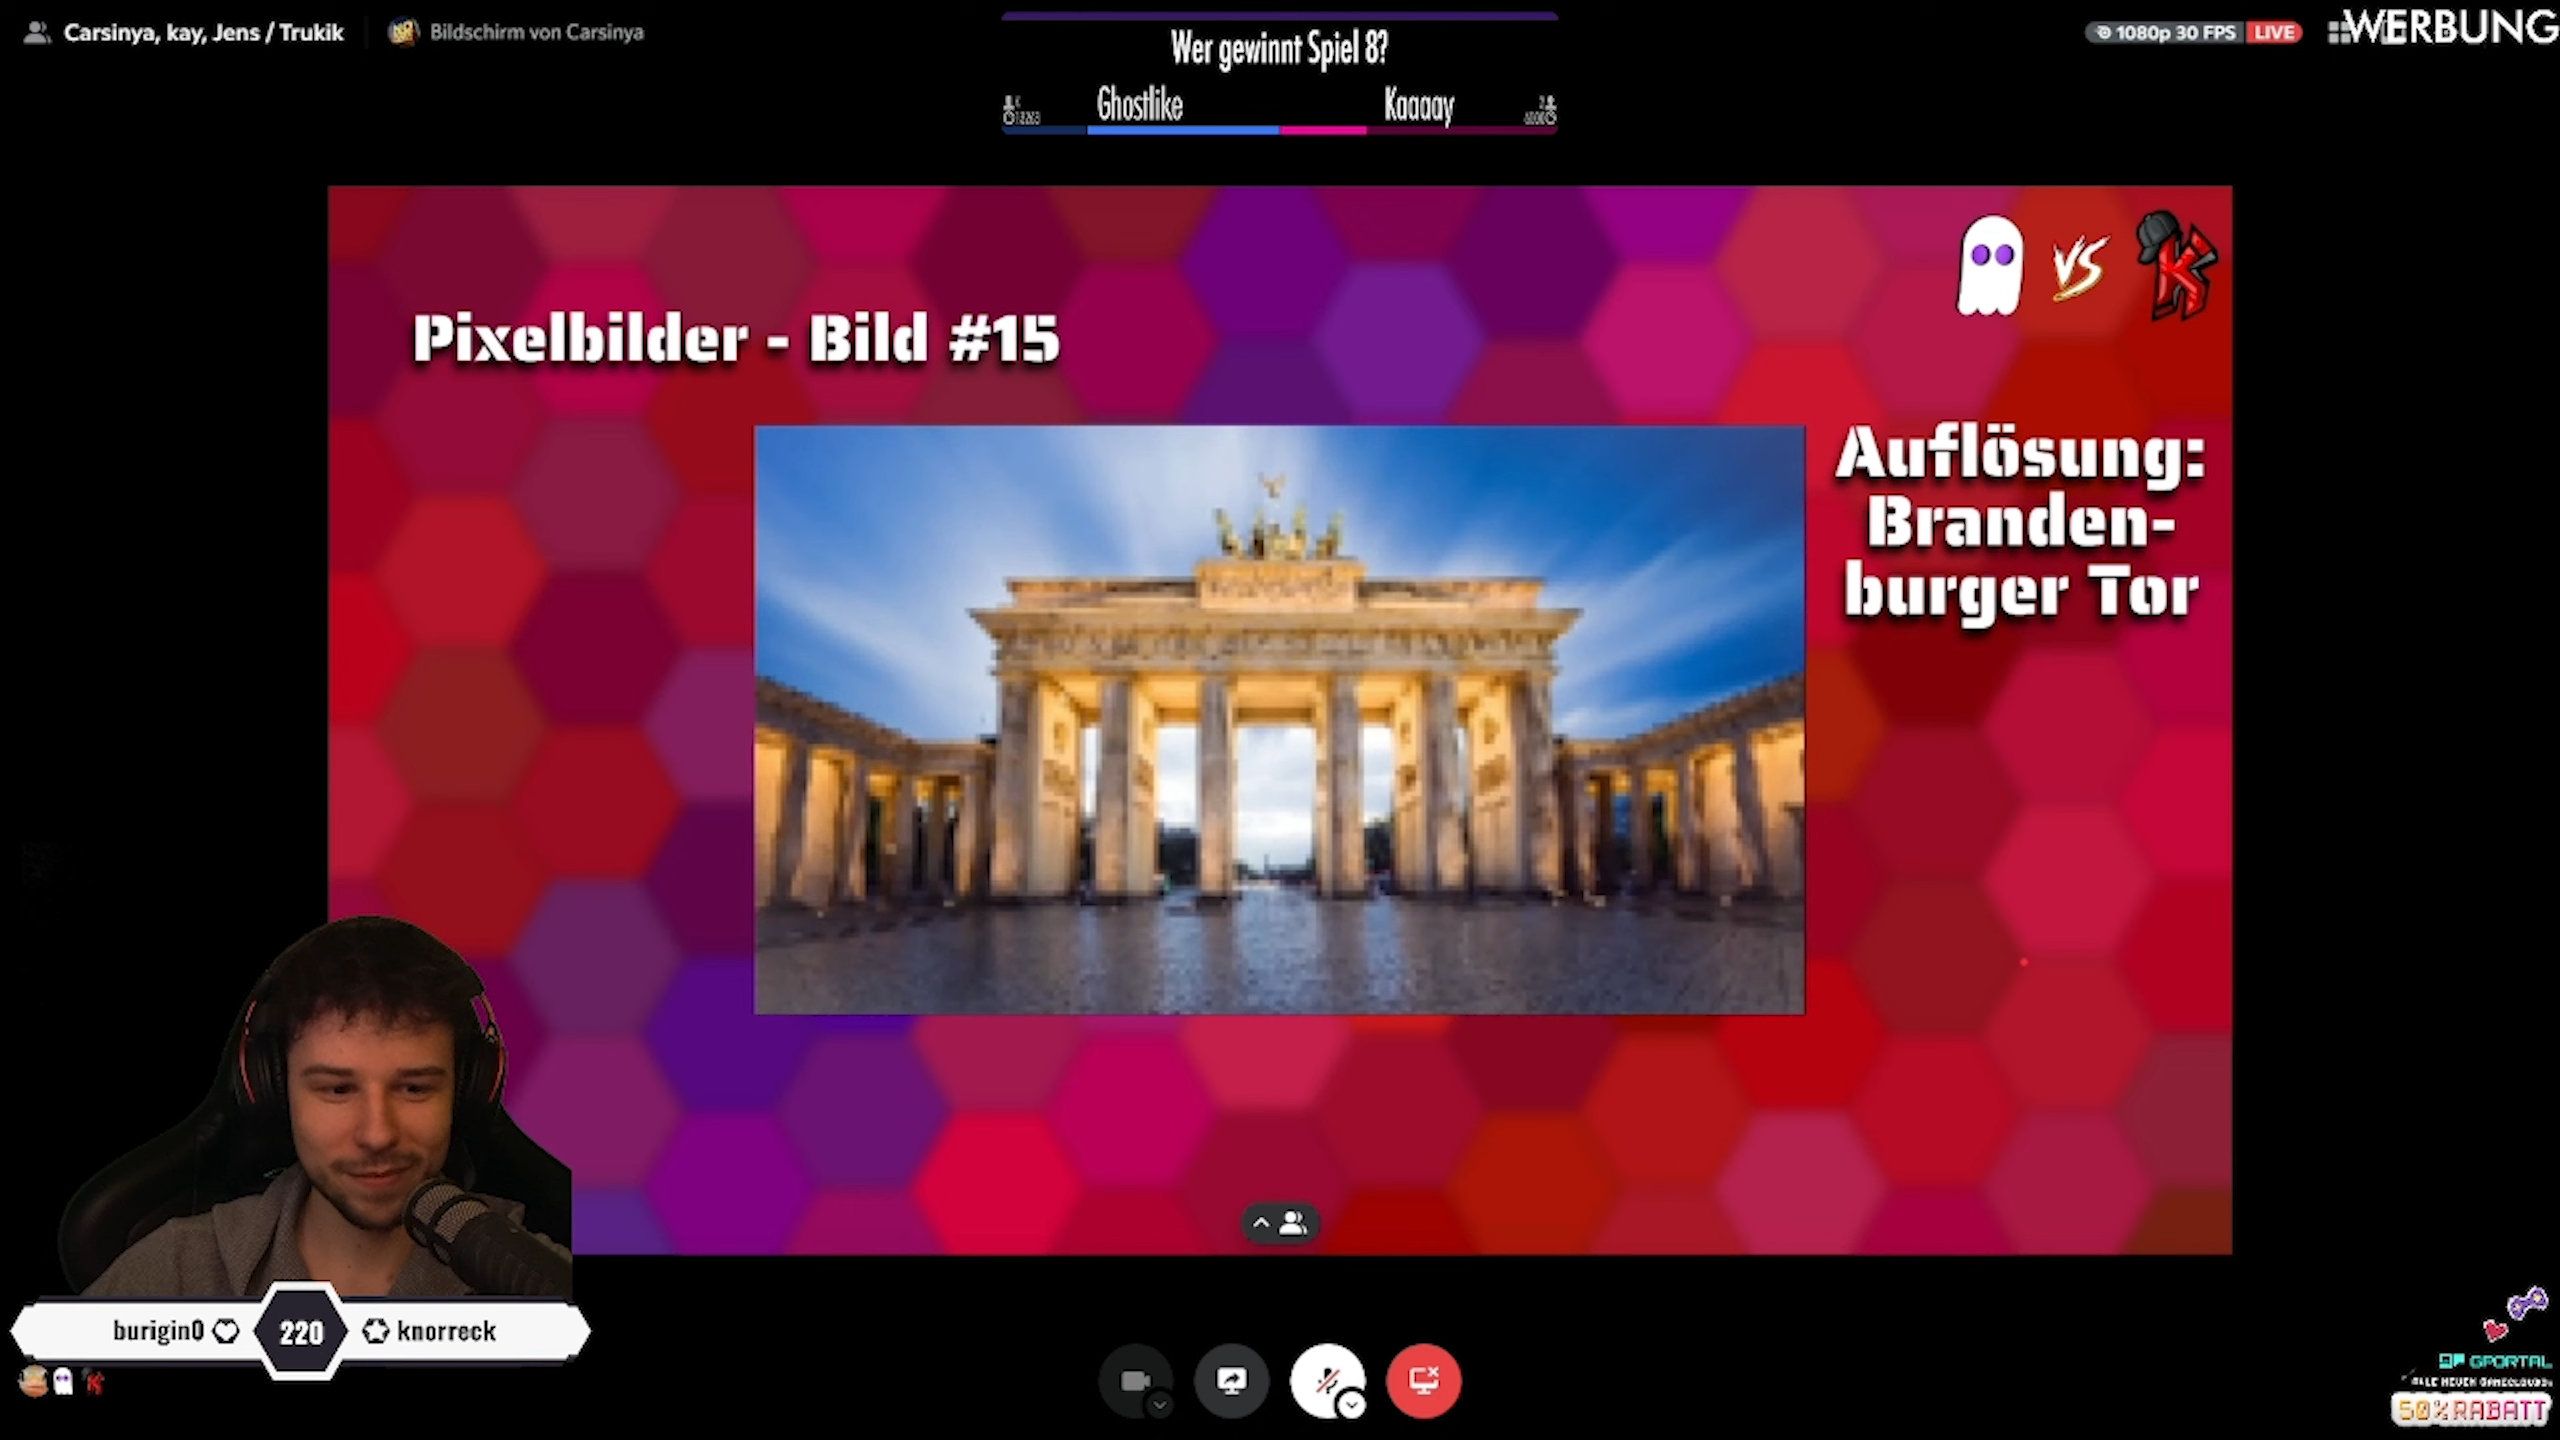 Carsinya, kay, Jens / Trukik
Bildschirm von Carsinya
Wer gewinnt Spiel 8?
Ghostlike
Kaaaay
1080p 30 FPS
LIVE
WERBUNG
VS
K
Pixelbilder - Bild #15
Auflösung:
Branden-
burger Tor
burigin0
220
knorreck
GPORTAL
50%RABATT